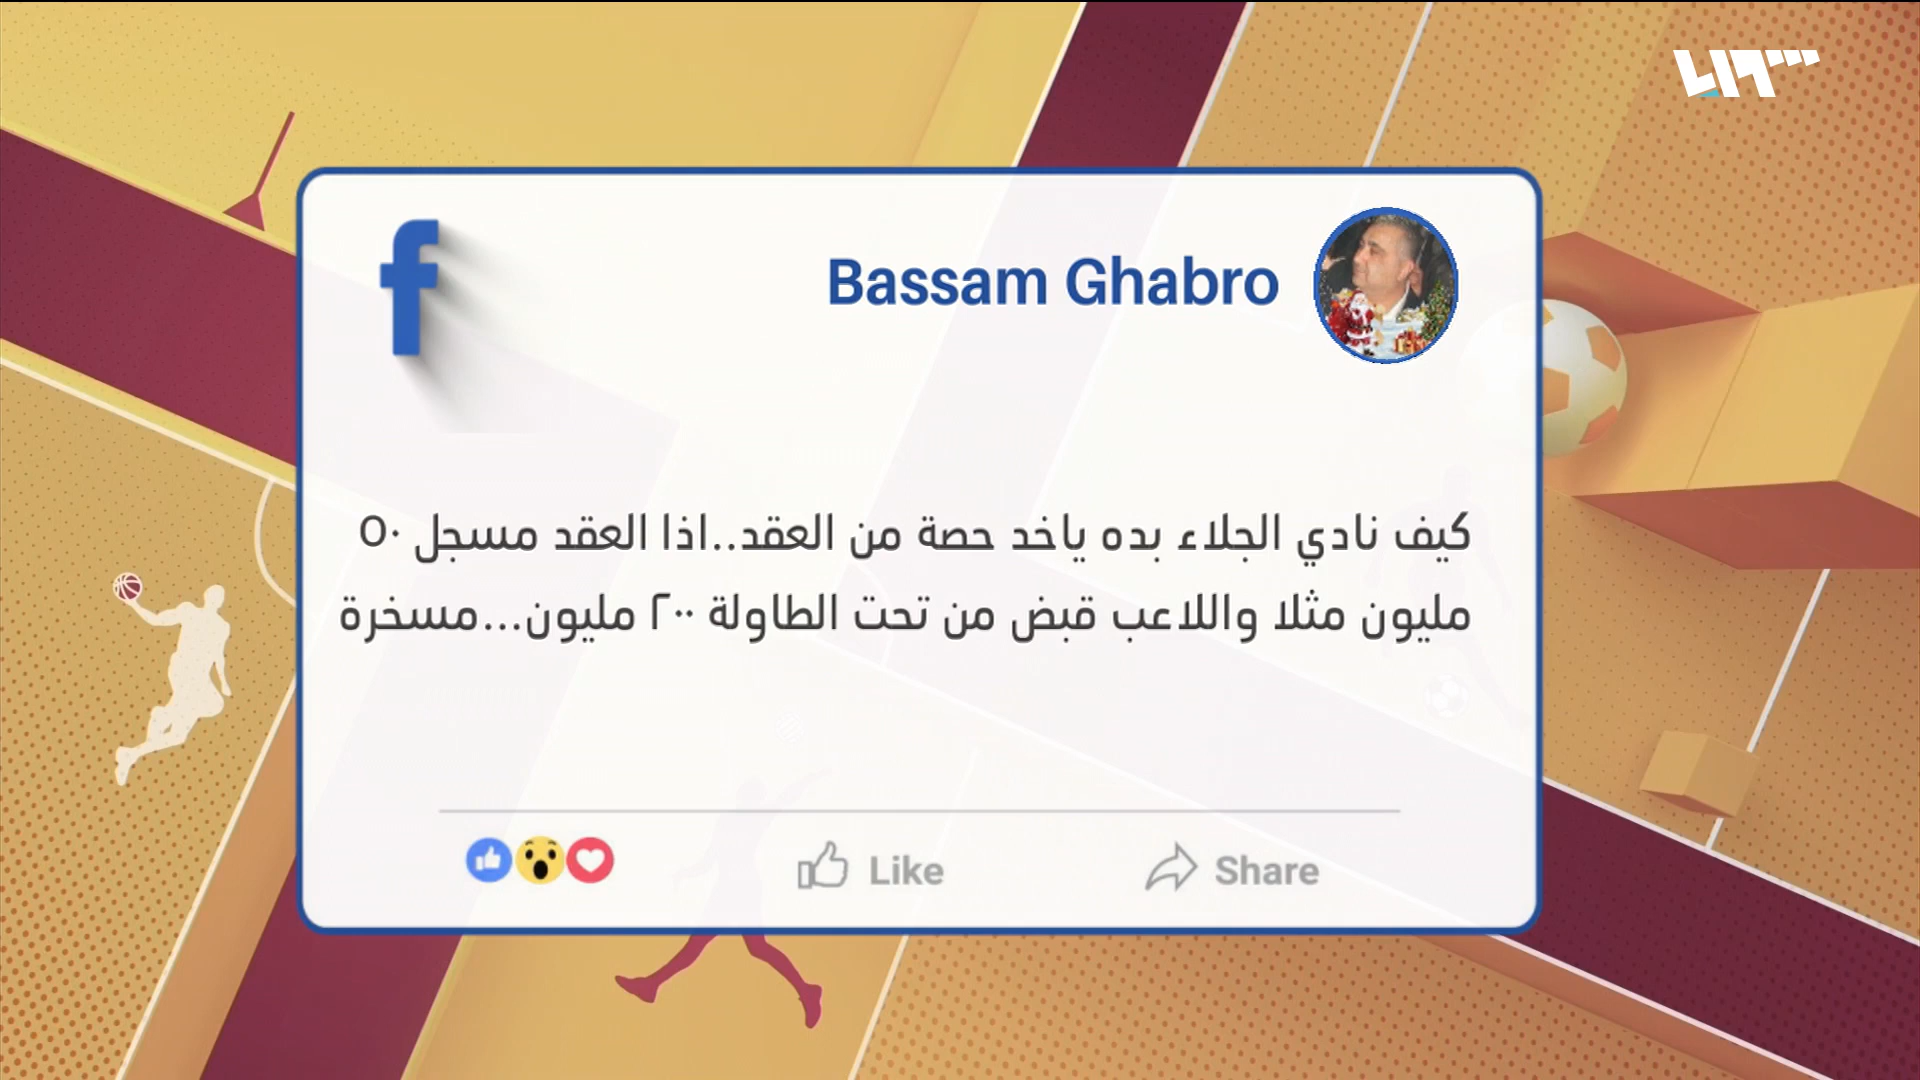 Bassam Ghabro
كيف نادي الجلاء بده ياخد حصة من العقد..اذا العقد مسجل ٥٠
مليون مثلا واللاعب قبض من تحت الطاولة ٢٠٠ مليون...مسخرة
Like
Share